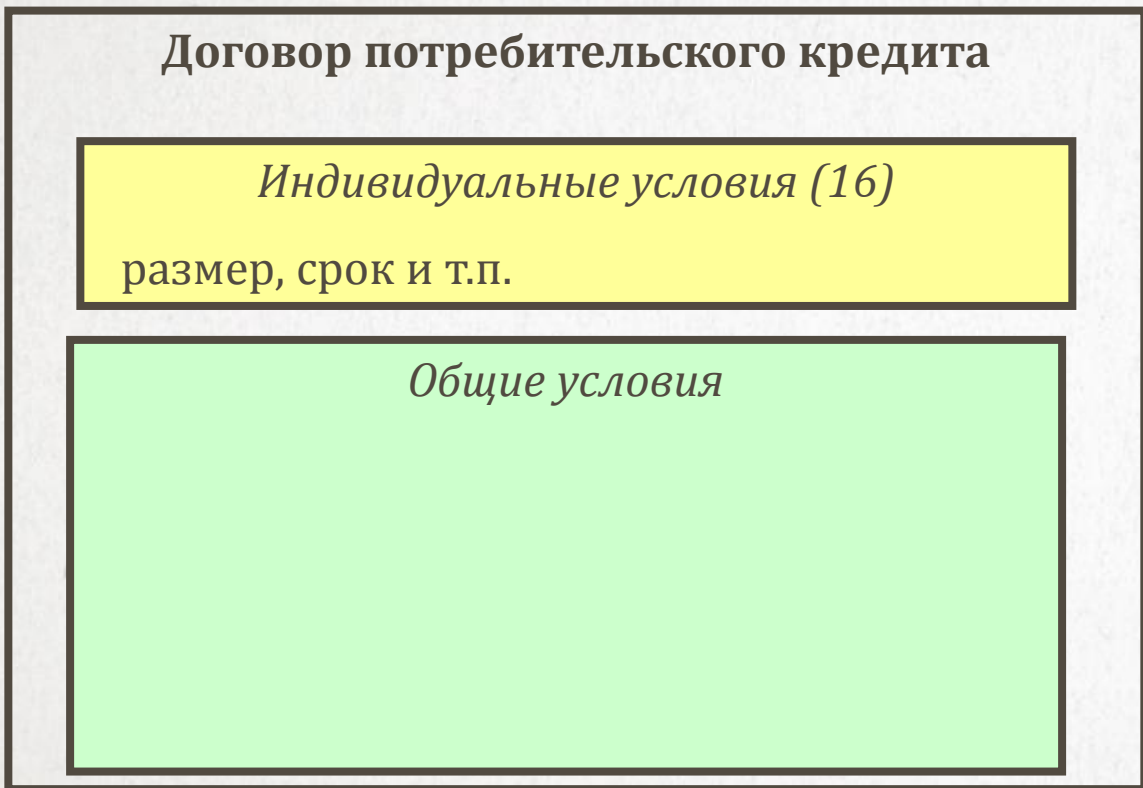 Договор потребительского кредита
Индивидуальные условия (16)
размер, срок и т.п.
Общие условия